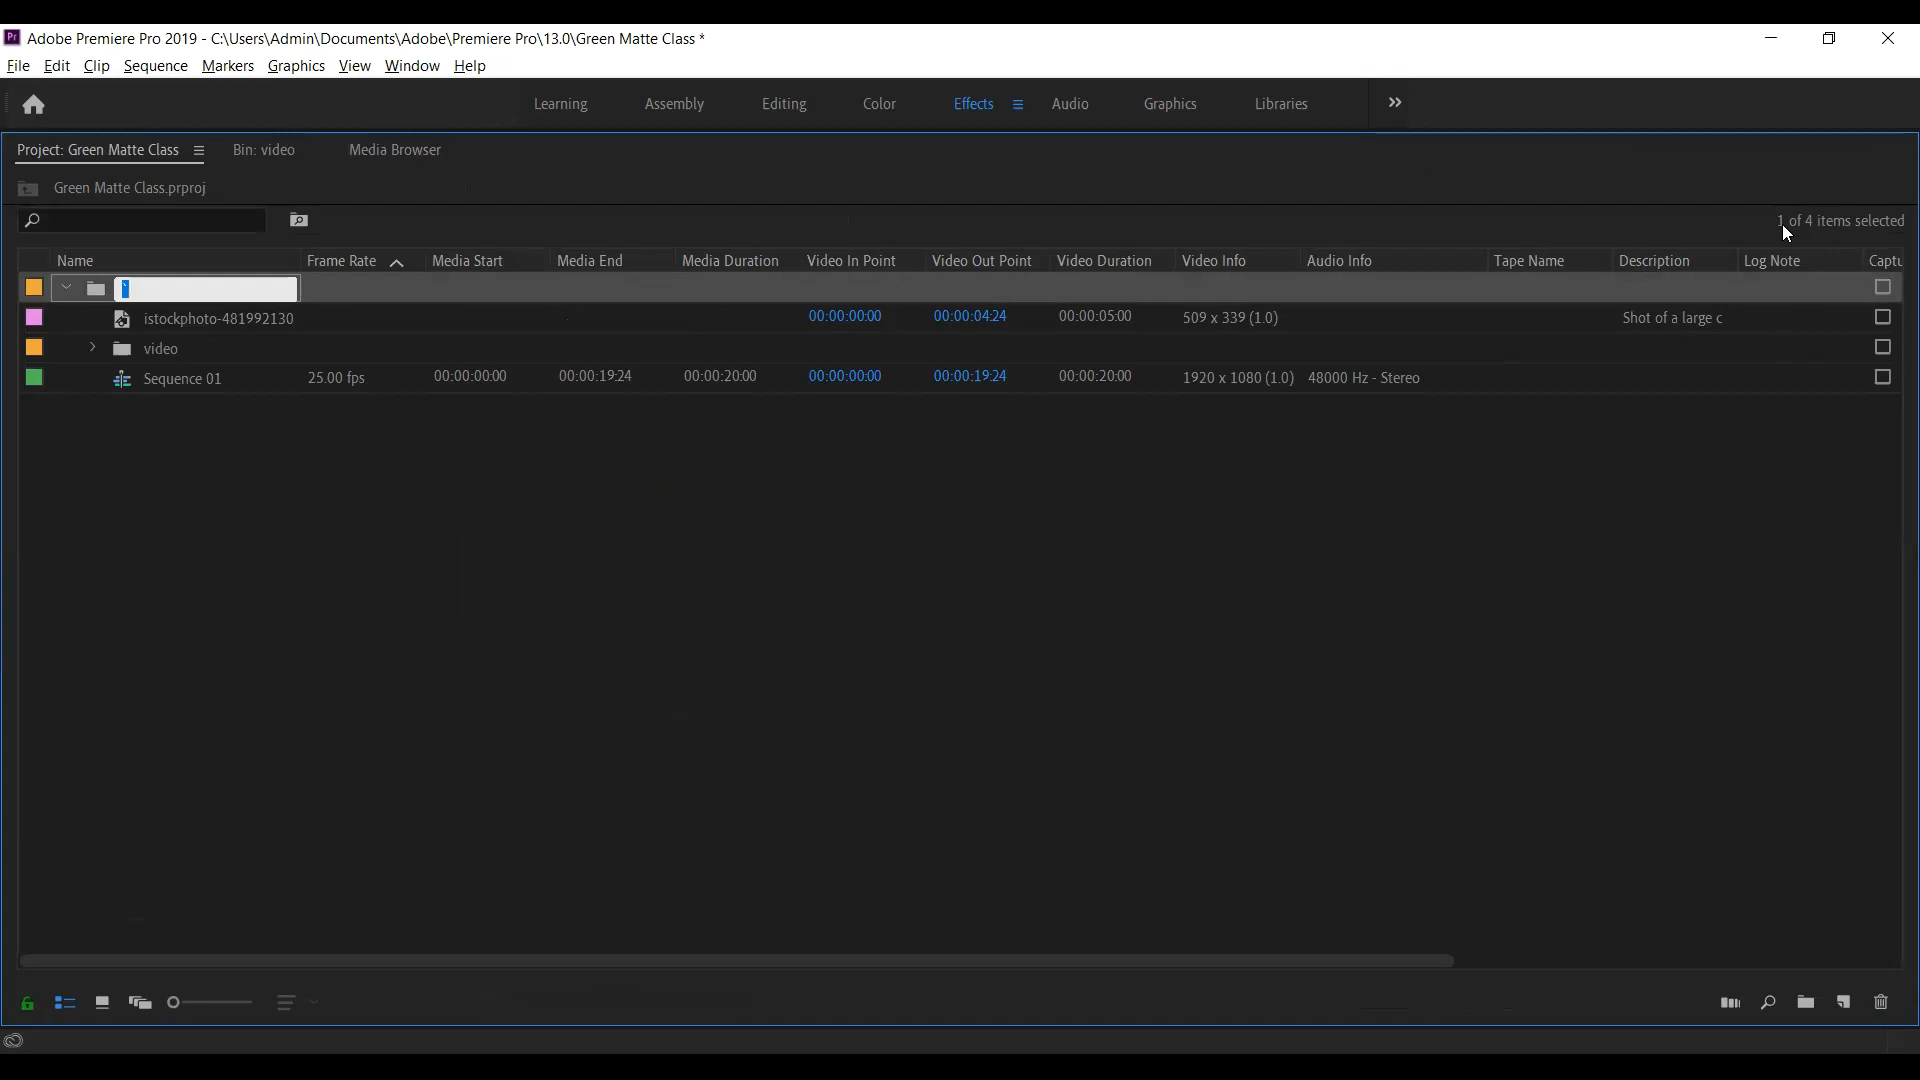 Pr Adobe Premiere Pro 2019 - C:\Users\Admin\Documents\Adobe\Premiere Pro\13.0\Green Matte Class *
File Edit Clip Sequence Markers Graphics View Window Help
Learning Assembly Editing Color Effects Audio Graphics Libraries
Project: Green Matte Class Bin: video Media Browser
Green Matte Class.prproj
1 of 4 items selected
Name Frame Rate Media Start Media End Media Duration Video In Point Video Out Point Video Duration Video Info Audio Info Tape Name Description Log Note Captu
`
istockphoto-481992130 00:00:00:00 00:00:04:24 00:00:05:00 509 x 339 (1.0) Shot of a large c
video
Sequence 01 25.00 fps 00:00:00:00 00:00:19:24 00:00:20:00 00:00:00:00 00:00:19:24 00:00:20:00 1920 x 1080 (1.0) 48000 Hz - Stereo